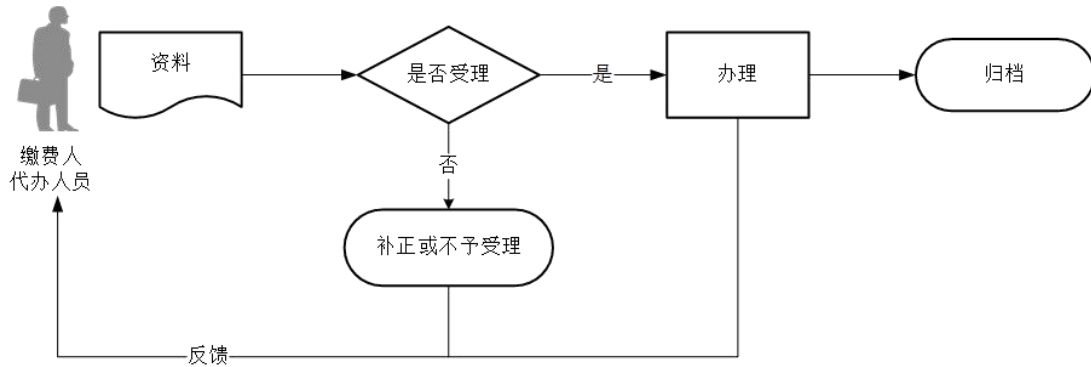 资料
是否受理
是
办理
归档
缴费人
代办人员
否
补正或不予受理
反馈